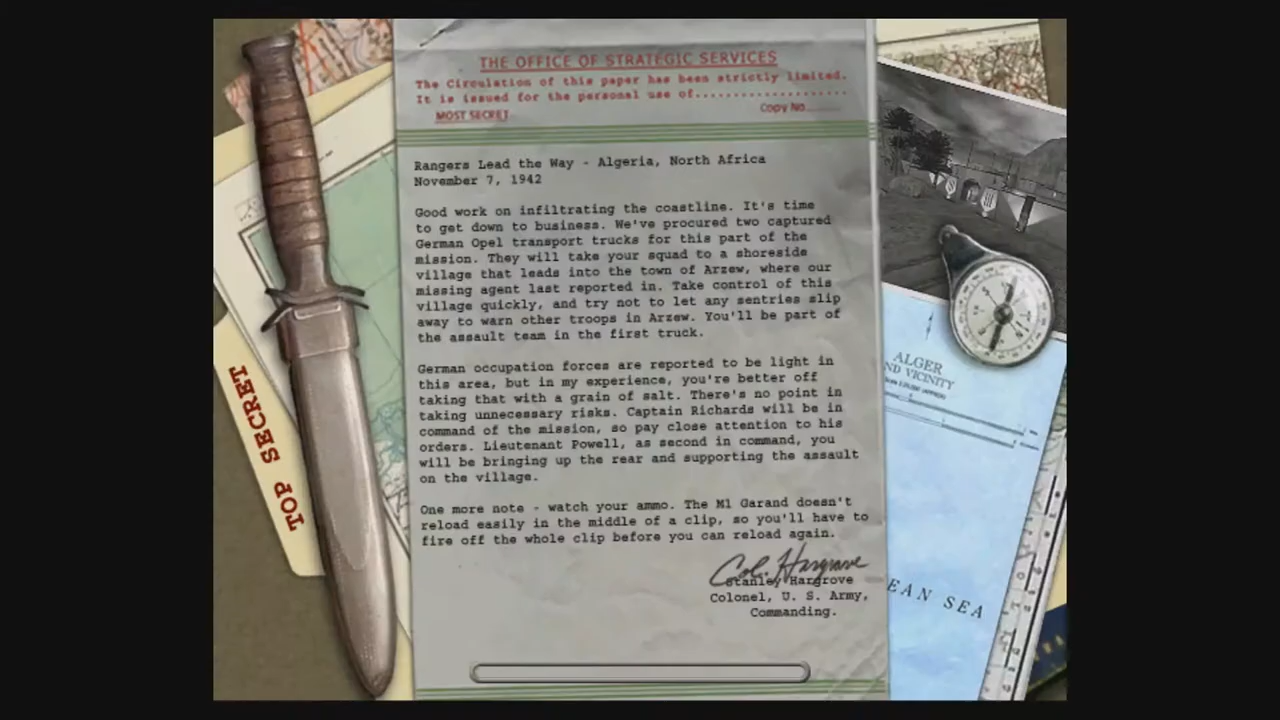 THE OFFICE OF STRATEGIC SERVICES
The Circulation of this paper has been strictly limited.
It is issued for the personal use of....................
MOST SECRET
Copy No.........
Rangers Lead the Way - Algeria, North Africa
November 7, 1942
Good work on infiltrating the coastline. It's time
to get down to business. We've procured two captured
German Opel transport trucks for this part of the
mission. They will take your squad to a shoreside
village that leads into the town of Arzew, where our
missing agent last reported in. Take control of this
village quickly, and try not to let any sentries slip
away to warn other troops in Arzew. You'll be part of
the assault team in the first truck.
German occupation forces are reported to be light in
this area, but in my experience, you're better off
taking that with a grain of salt. There's no point in
taking unnecessary risks. Captain Richards will be in
command of the mission, so pay close attention to his
orders. Lieutenant Powell, as second in command, you
will be bringing up the rear and supporting the assault
on the village.
One more note - watch your ammo. The M1 Garand doesn't
reload easily in the middle of a clip, so you'll have to
fire off the whole clip before you can reload again.
Col. Hargrave
Stanley Hargrove
Colonel, U. S. Army,
Commanding.
TOP SECRET
ALGER
ND VICINITY
EAN SEA